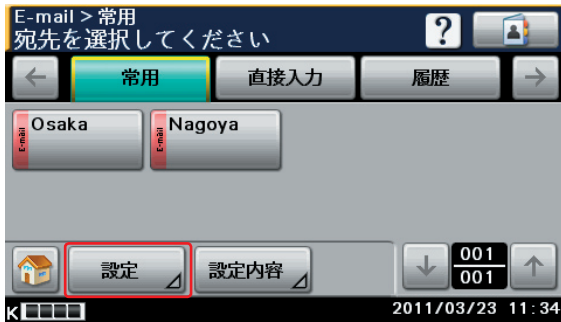 E-mail > 常用
宛先を選択してください
?
← 常用 直接入力 履歴 →
E-mail Osaka E-mail Nagoya
設定 設定内容 ↓ 001 ↑
001
K 2011/03/23 11:34